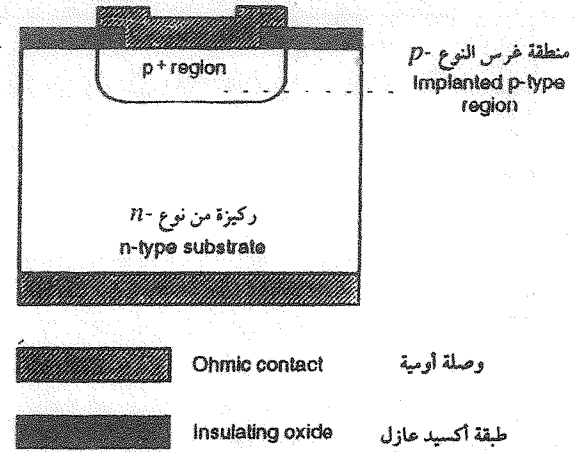 p+ region
منطقة غرس النوع -p
Implanted p-type
region
ركيزة من نوع -n
n-type substrate
Ohmic contact
وصلة أومية
Insulating oxide
طبقة أكسيد عازل